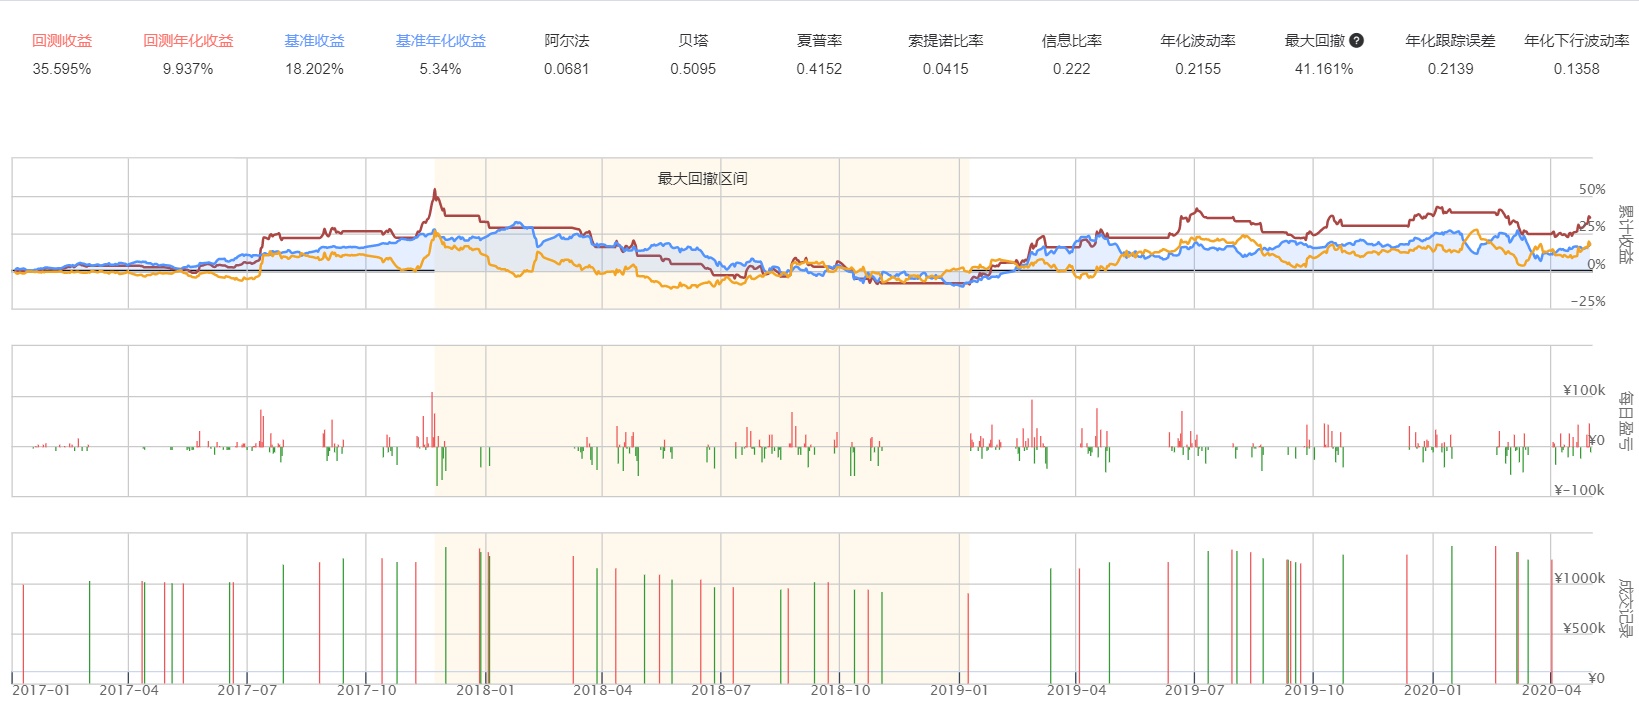 回测收益 回测年化收益 基准收益 基准年化收益 阿尔法 贝塔 夏普率 索提诺比率 信息比率 年化波动率 最大回撤 ? 年化跟踪误差 年化下行波动率
35.595% 9.937% 18.202% 5.34% 0.0681 0.5095 0.4152 0.0415 0.222 0.2155 41.161% 0.2139 0.1358
最大回撤区间
50%
25%
0%
-25%
累计收益
¥100k
¥0
¥-100k
每日盈亏
¥1000k
¥500k
¥0
成交记录
2017-01 2017-04 2017-07 2017-10 2018-01 2018-04 2018-07 2018-10 2019-01 2019-04 2019-07 2019-10 2020-01 2020-04